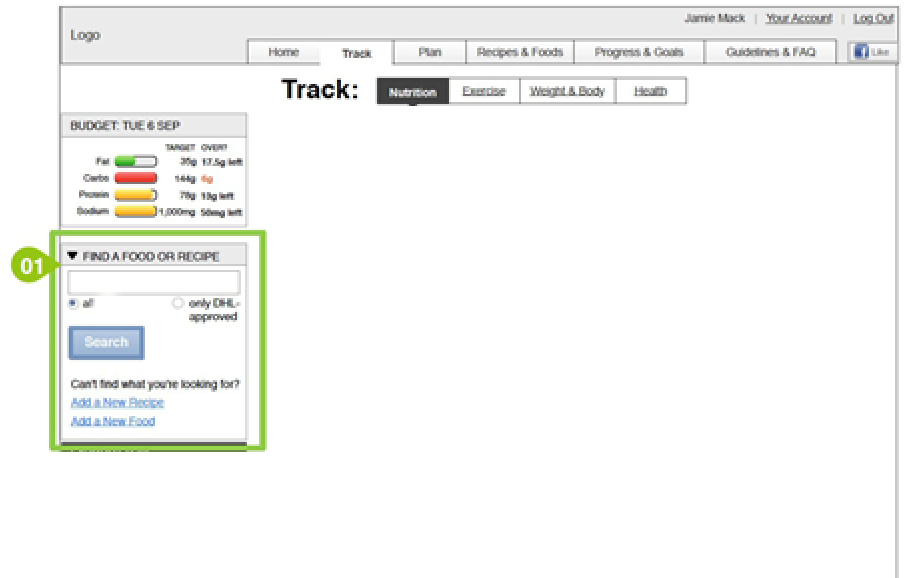 Jamie Mack | Your Account | Log Out
Logo
Home Track Plan Recipes & Foods Progress & Goals Guidelines & FAQ Like
Track: Nutrition Exercise Weight & Body Health
BUDGET: TUE 6 SEP
TARGET OVER?
Fat 35g 17.5g left
Carbs 144g 6g
Protein 78g 13g left
Sodium 1,000mg 50mg left
01
FIND A FOOD OR RECIPE
all only DHL-
approved
Search
Can't find what you're looking for?
Add a New Recipe
Add a New Food